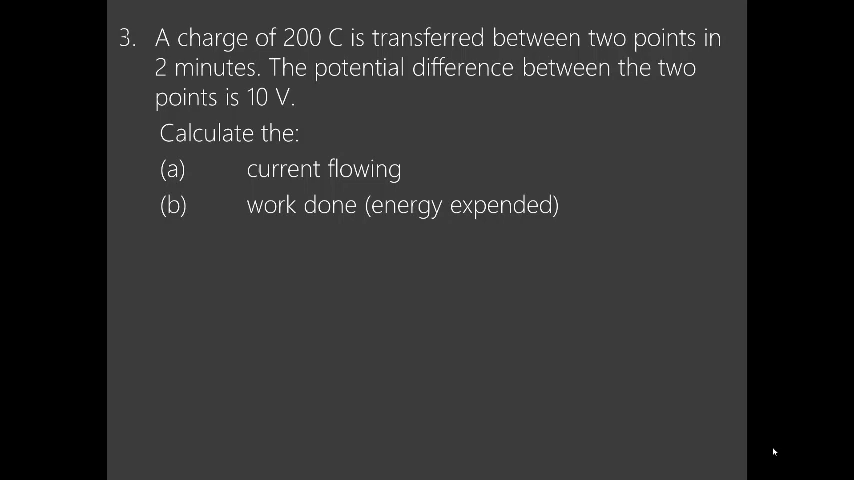 3. A charge of 200 C is transferred between two points in
2 minutes. The potential difference between the two
points is 10 V.
Calculate the:
(a) current flowing
(b) work done (energy expended)